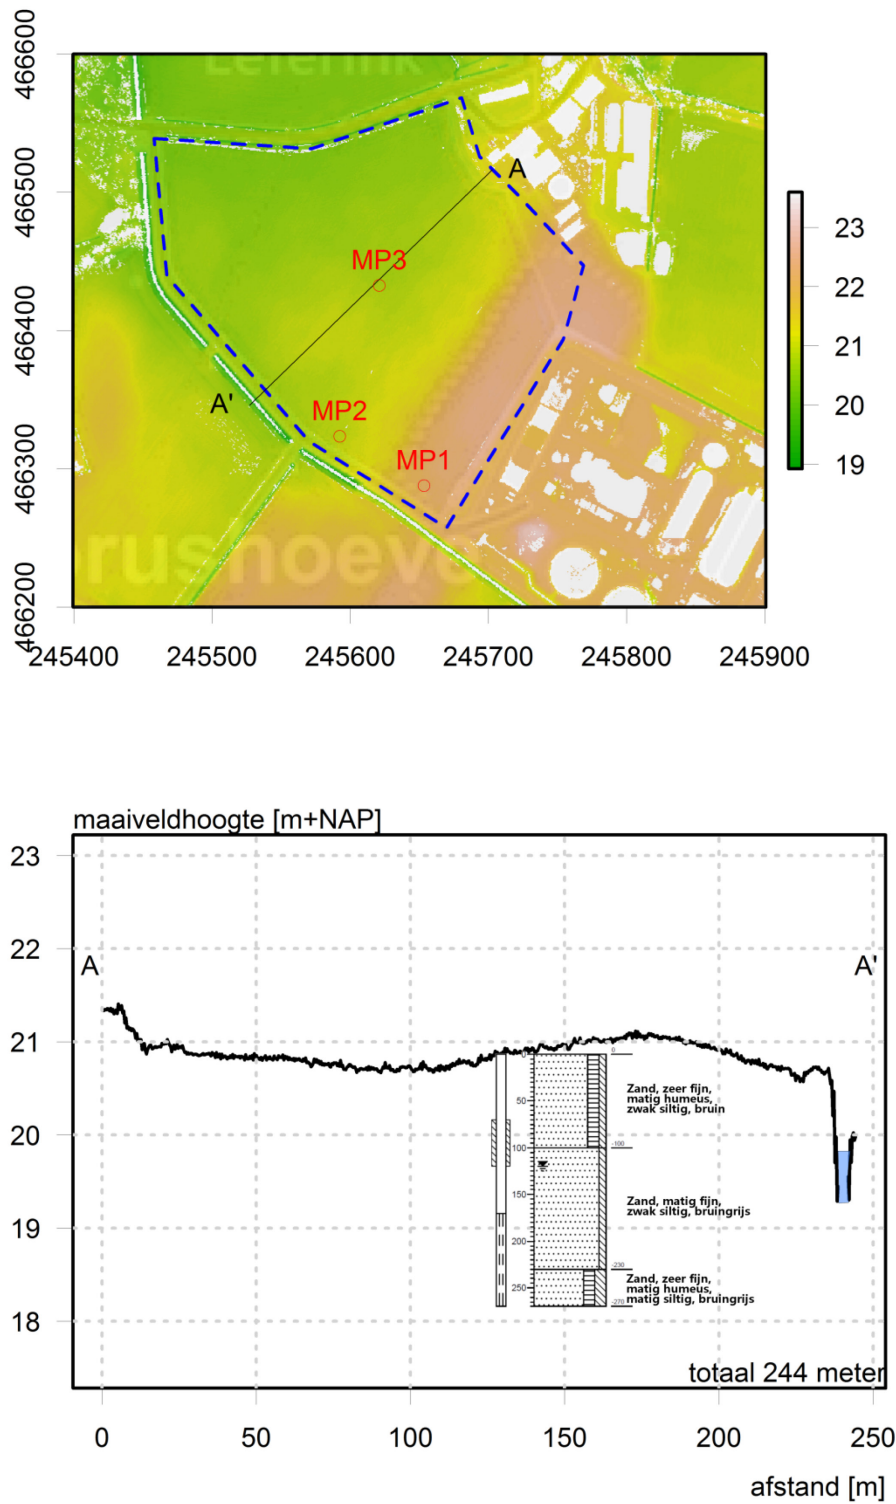 Leferink
466600
466500
466400
466300
466200
A
MP3
A'
MP2
MP1
23
22
21
20
19
245400 245500 245600 245700 245800 245900
maaiveldhoogte [m+NAP]
23
22
21
20
19
18
A
A'
0
50
100
150
200
250
0
-100
-230
-270
Zand, zeer fijn,
matig humeus,
zwak siltig, bruin
Zand, matig fijn,
zwak siltig, bruingrijs
Zand, zeer fijn,
matig humeus,
matig siltig, bruingrijs
totaal 244 meter
0 50 100 150 200 250
afstand [m]